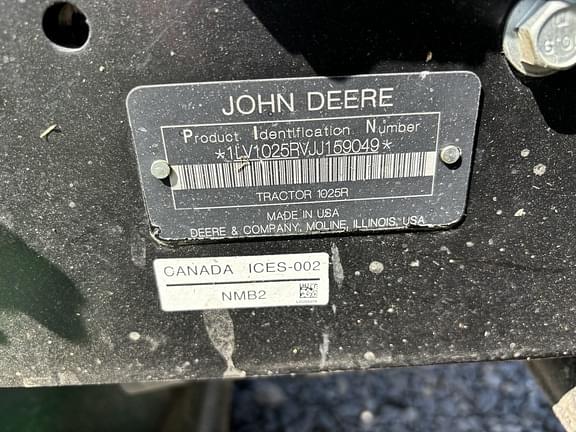 JOHN DEERE
Product Identification Number
*1LV1025RVJJ159049*
TRACTOR 1025R
MADE IN USA
DEERE & COMPANY, MOLINE, ILLINOIS, USA
CANADA ICES-002
NMB2